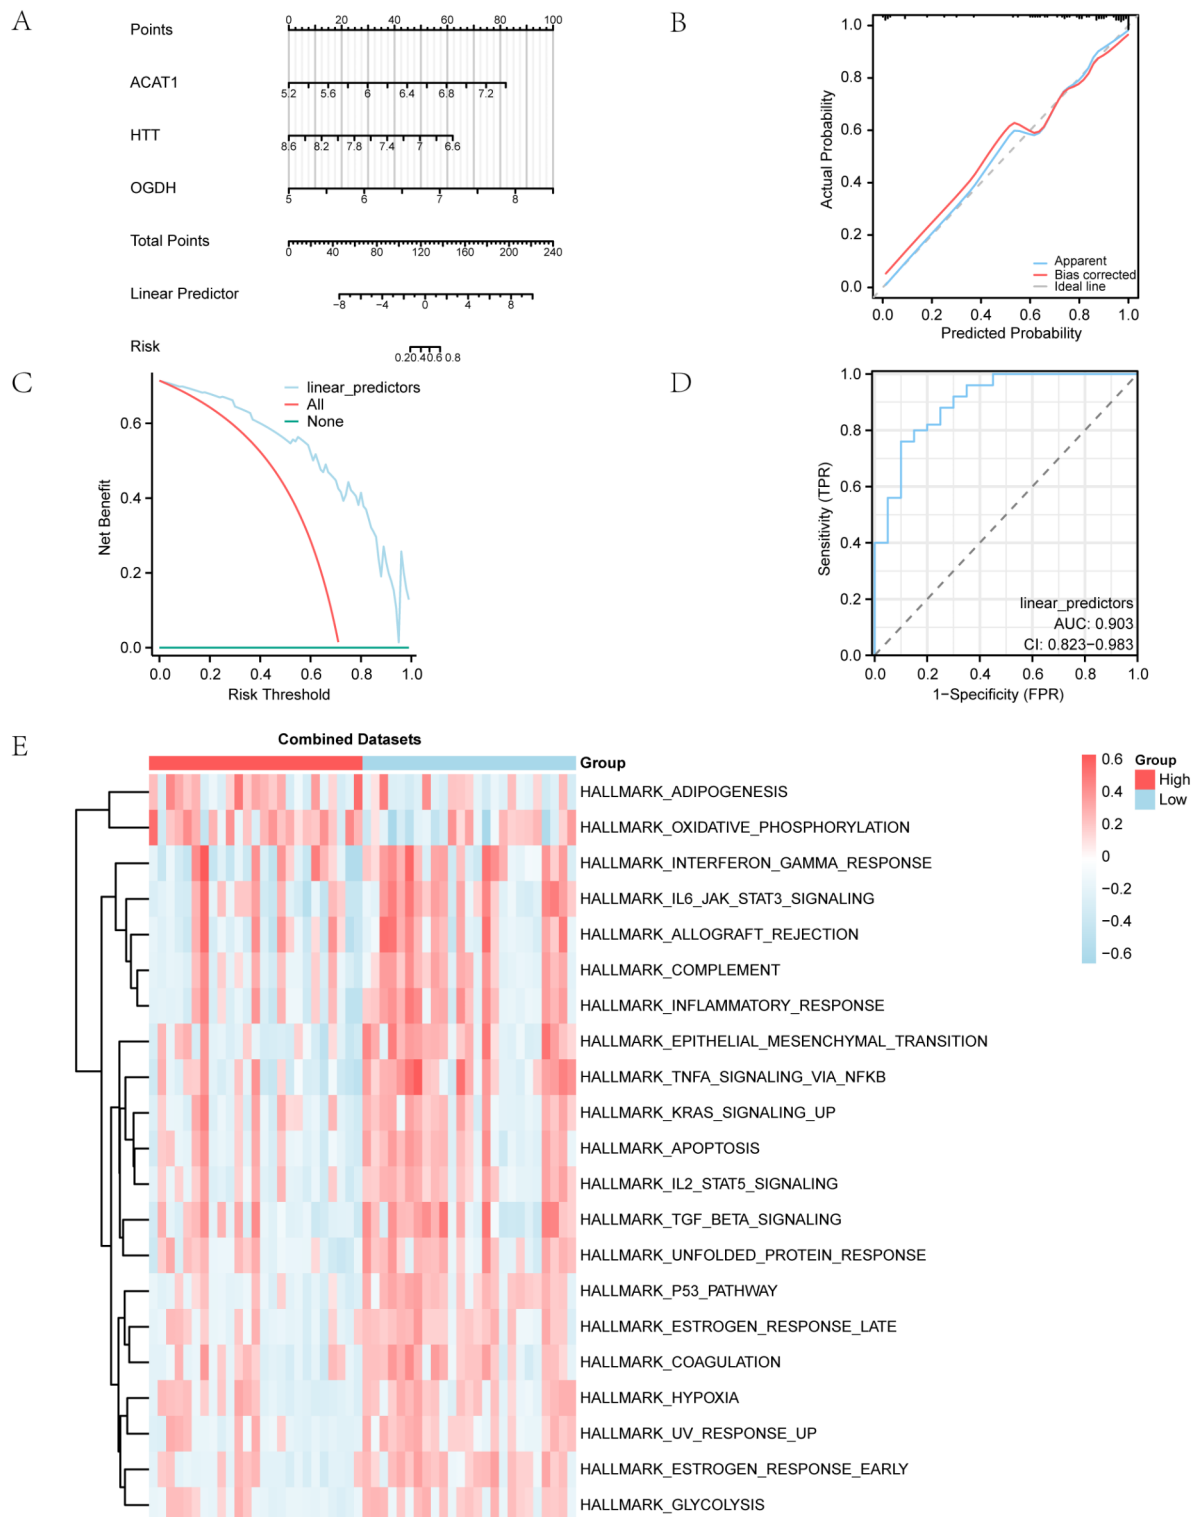 A
Points
0 20 40 60 80 100
ACAT1
5.2 5.6 6 6.4 6.8 7.2
HTT
8.6 8.2 7.8 7.4 7 6.6
OGDH
5 6 7 8
Total Points
0 40 80 120 160 200 240
Linear Predictor
−8 −4 0 4 8
Risk
0.20.40.6 0.8
B
Actual Probability
1.0
0.8
0.6
0.4
0.2
0.0
Apparent
Bias corrected
Ideal line
0.0 0.2 0.4 0.6 0.8 1.0
Predicted Probability
C
Net Benefit
0.6
0.4
0.2
0.0
linear_predictors
All
None
0.0 0.2 0.4 0.6 0.8 1.0
Risk Threshold
D
Sensitivity (TPR)
1.0
0.8
0.6
0.4
0.2
0.0
linear_predictors
AUC: 0.903
CI: 0.823−0.983
0.0 0.2 0.4 0.6 0.8 1.0
1−Specificity (FPR)
E
Combined Datasets
Group
HALLMARK_ADIPOGENESIS
HALLMARK_OXIDATIVE_PHOSPHORYLATION
HALLMARK_INTERFERON_GAMMA_RESPONSE
HALLMARK_IL6_JAK_STAT3_SIGNALING
HALLMARK_ALLOGRAFT_REJECTION
HALLMARK_COMPLEMENT
HALLMARK_INFLAMMATORY_RESPONSE
HALLMARK_EPITHELIAL_MESENCHYMAL_TRANSITION
HALLMARK_TNFA_SIGNALING_VIA_NFKB
HALLMARK_KRAS_SIGNALING_UP
HALLMARK_APOPTOSIS
HALLMARK_IL2_STAT5_SIGNALING
HALLMARK_TGF_BETA_SIGNALING
HALLMARK_UNFOLDED_PROTEIN_RESPONSE
HALLMARK_P53_PATHWAY
HALLMARK_ESTROGEN_RESPONSE_LATE
HALLMARK_COAGULATION
HALLMARK_HYPOXIA
HALLMARK_UV_RESPONSE_UP
HALLMARK_ESTROGEN_RESPONSE_EARLY
HALLMARK_GLYCOLYSIS
0.6
0.4
0.2
0
−0.2
−0.4
−0.6
Group
High
Low